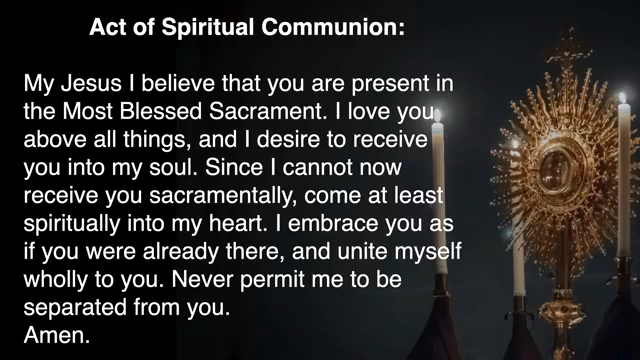 Act of Spiritual Communion:
My Jesus I believe that you are present in
the Most Blessed Sacrament. I love you
above all things, and I desire to receive
you into my soul. Since I cannot now
receive you sacramentally, come at least
spiritually into my heart. I embrace you as
if you were already there, and unite myself
wholly to you. Never permit me to be
separated from you.
Amen.